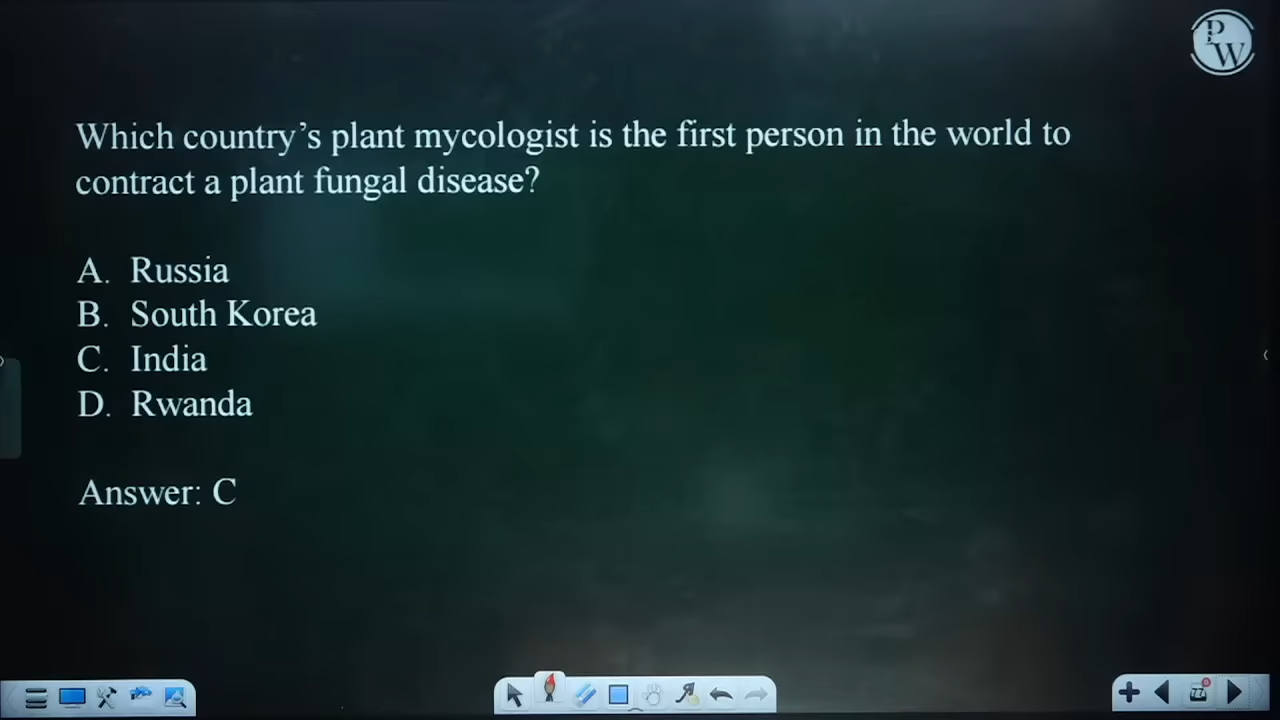 PW
Which country’s plant mycologist is the first person in the world to
contract a plant fungal disease?
A. Russia
B. South Korea
C. India
D. Rwanda
Answer: C